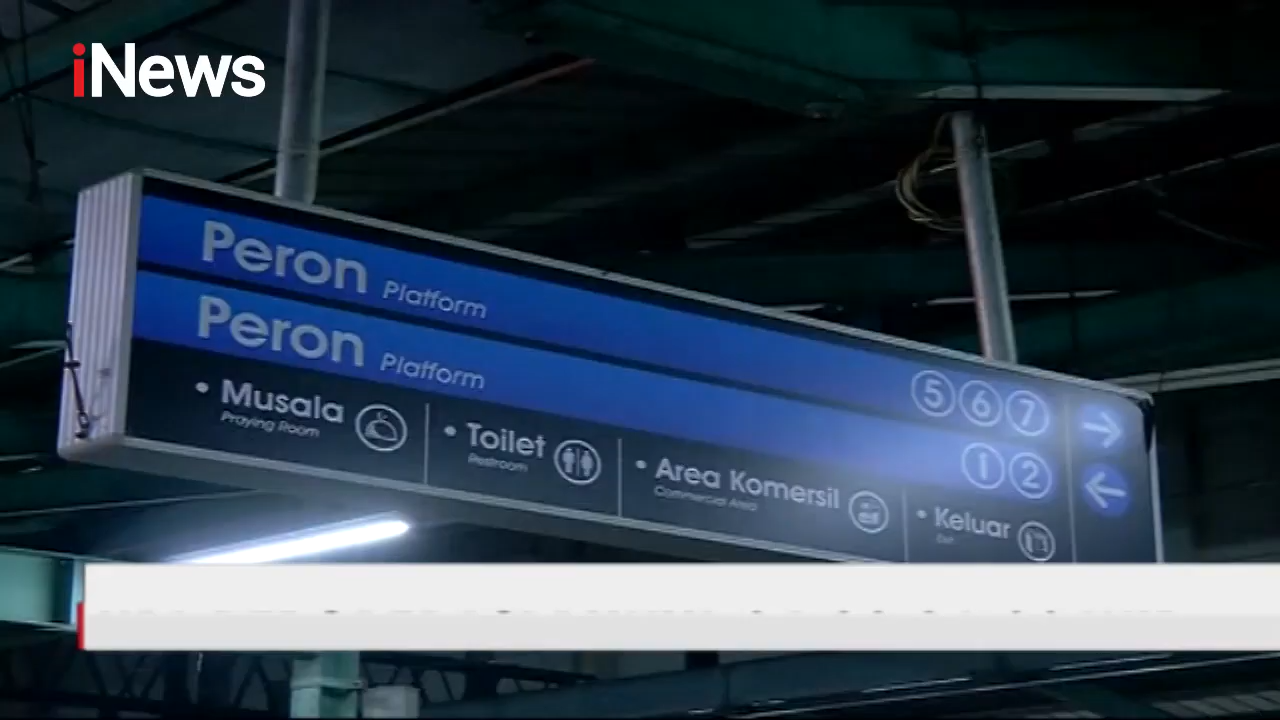 iNews
Peron Platform 5 6 7 →
Peron Platform 1 2 ←
• Musala
Praying Room
• Toilet
Restroom
• Area Komersil
Commercial Area
• Keluar
Exit